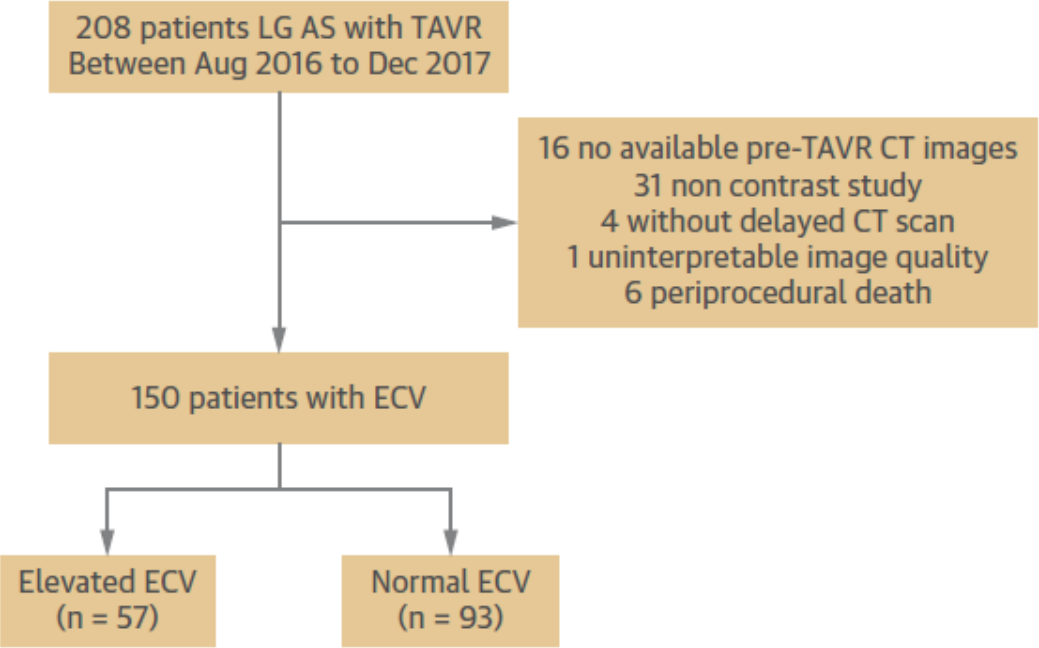 208 patients LG AS with TAVR
Between Aug 2016 to Dec 2017
16 no available pre-TAVR CT images
31 non contrast study
4 without delayed CT scan
1 uninterpretable image quality
6 periprocedural death
150 patients with ECV
Elevated ECV
(n = 57)
Normal ECV
(n = 93)